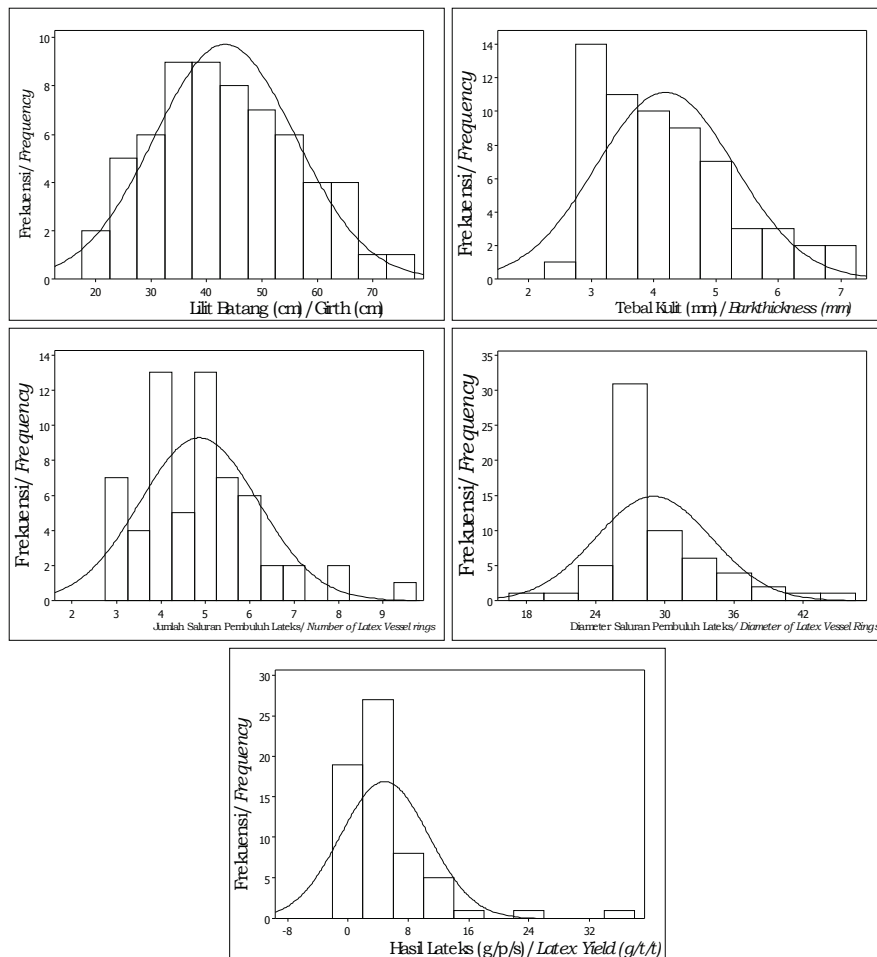 Frekuensi/ Frequency
10
8
6
4
2
0
20 30 40 50 60 70
Lilit Batang (cm) / Girth (cm)
Frekuensi/ Frequency
14
12
10
8
6
4
2
0
2 3 4 5 6 7
Tebal Kulit (mm) / Barkthickness (mm)
Frekuensi/ Frequency
14
12
10
8
6
4
2
0
2 3 4 5 6 7 8 9
Jumlah Saluran Pembuluh Lateks/ Number of Latex Vessel rings
Frekuensi/ Frequency
35
30
25
20
15
10
5
0
18 24 30 36 42
Diameter Saluran Pembuluh Lateks/ Diameter of Latex Vessel Rings
Frekuensi/ Frequency
30
25
20
15
10
5
0
-8 0 8 16 24 32
Hasil Lateks (g/p/s) / Latex Yield (g/t/t)